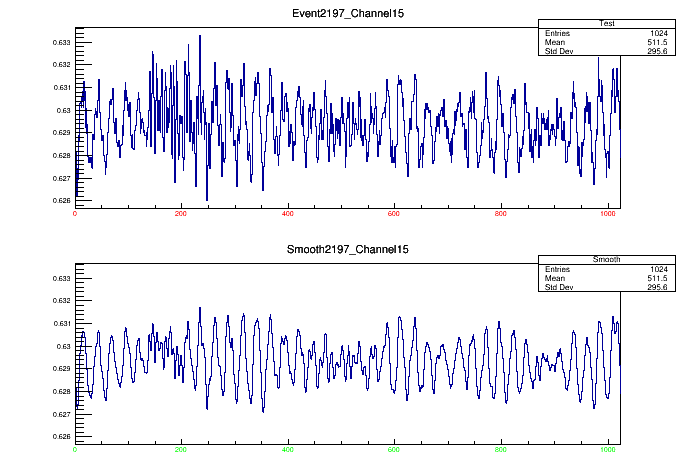 Event2197_Channel15
Test
Entries 1024
Mean 511.5
Std Dev 295.6
0.633
0.632
0.631
0.63
0.629
0.628
0.627
0.626
0 200 400 600 800 1000
Smooth2197_Channel15
Smooth
Entries 1024
Mean 511.5
Std Dev 295.6
0.633
0.632
0.631
0.63
0.629
0.628
0.627
0.626
0 200 400 600 800 1000